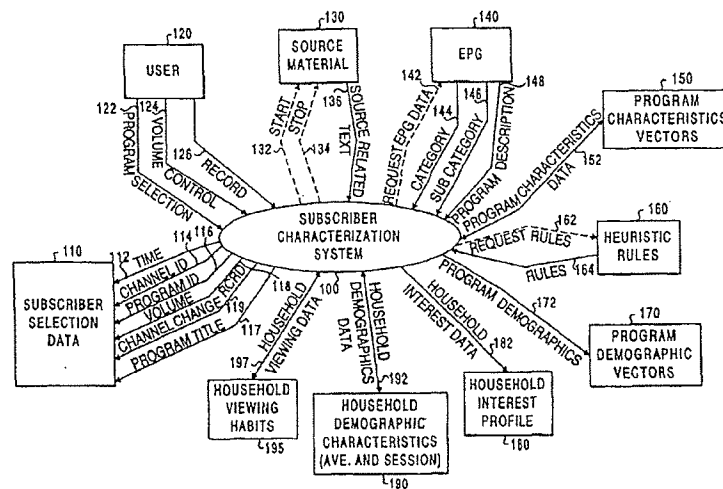 120
USER
130
SOURCE
MATERIAL
140
EPG
150
PROGRAM
CHARACTERISTICS
VECTORS
122
PROGRAM
SELECTION
124
VOLUME
CONTROL
126
RECORD
START
132
STOP
134
136
SOURCE RELATED
TEXT
142
REQUEST EPG DATA
144
CATEGORY
146
SUB CATEGORY
148
PROGRAM DESCRIPTION
PROGRAM CHARACTERISTICS
DATA
152
SUBSCRIBER
CHARACTERIZATION
SYSTEM
100
REQUEST RULES
162
RULES
164
160
HEURISTIC
RULES
110
SUBSCRIBER
SELECTION
DATA
112
TIME
114
CHANNEL ID
116
PROGRAM ID
VOLUME
RCRID
118
CHANNEL CHANGE
119
PROGRAM TITLE
117
PROGRAM DEMOGRAPHICS
172
170
PROGRAM
DEMOGRAPHIC
VECTORS
197
HOUSEHOLD
VIEWING DATA
HOUSEHOLD
VIEWING
HABITS
195
HOUSEHOLD
DEMOGRAPHICS
DATA
192
HOUSEHOLD
DEMOGRAPHIC
CHARACTERISTICS
(AVE. AND SESSION)
190
HOUSEHOLD
INTEREST DATA
182
HOUSEHOLD
INTEREST
PROFILE
180